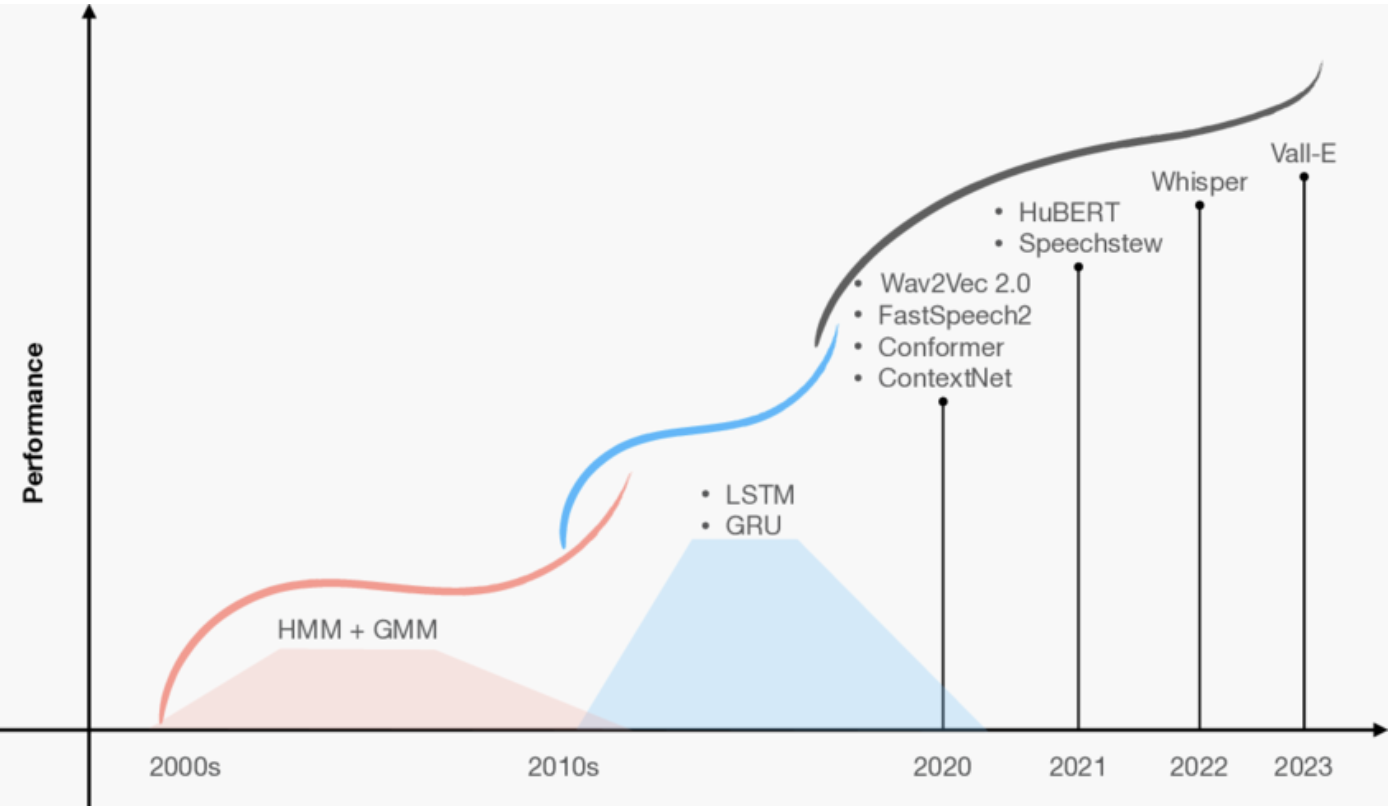 Performance
Vall-E
Whisper
• HuBERT
• Speechstew
• Wav2Vec 2.0
• FastSpeech2
• Conformer
• ContextNet
• LSTM
• GRU
HMM + GMM
2000s
2010s
2020
2021
2022
2023